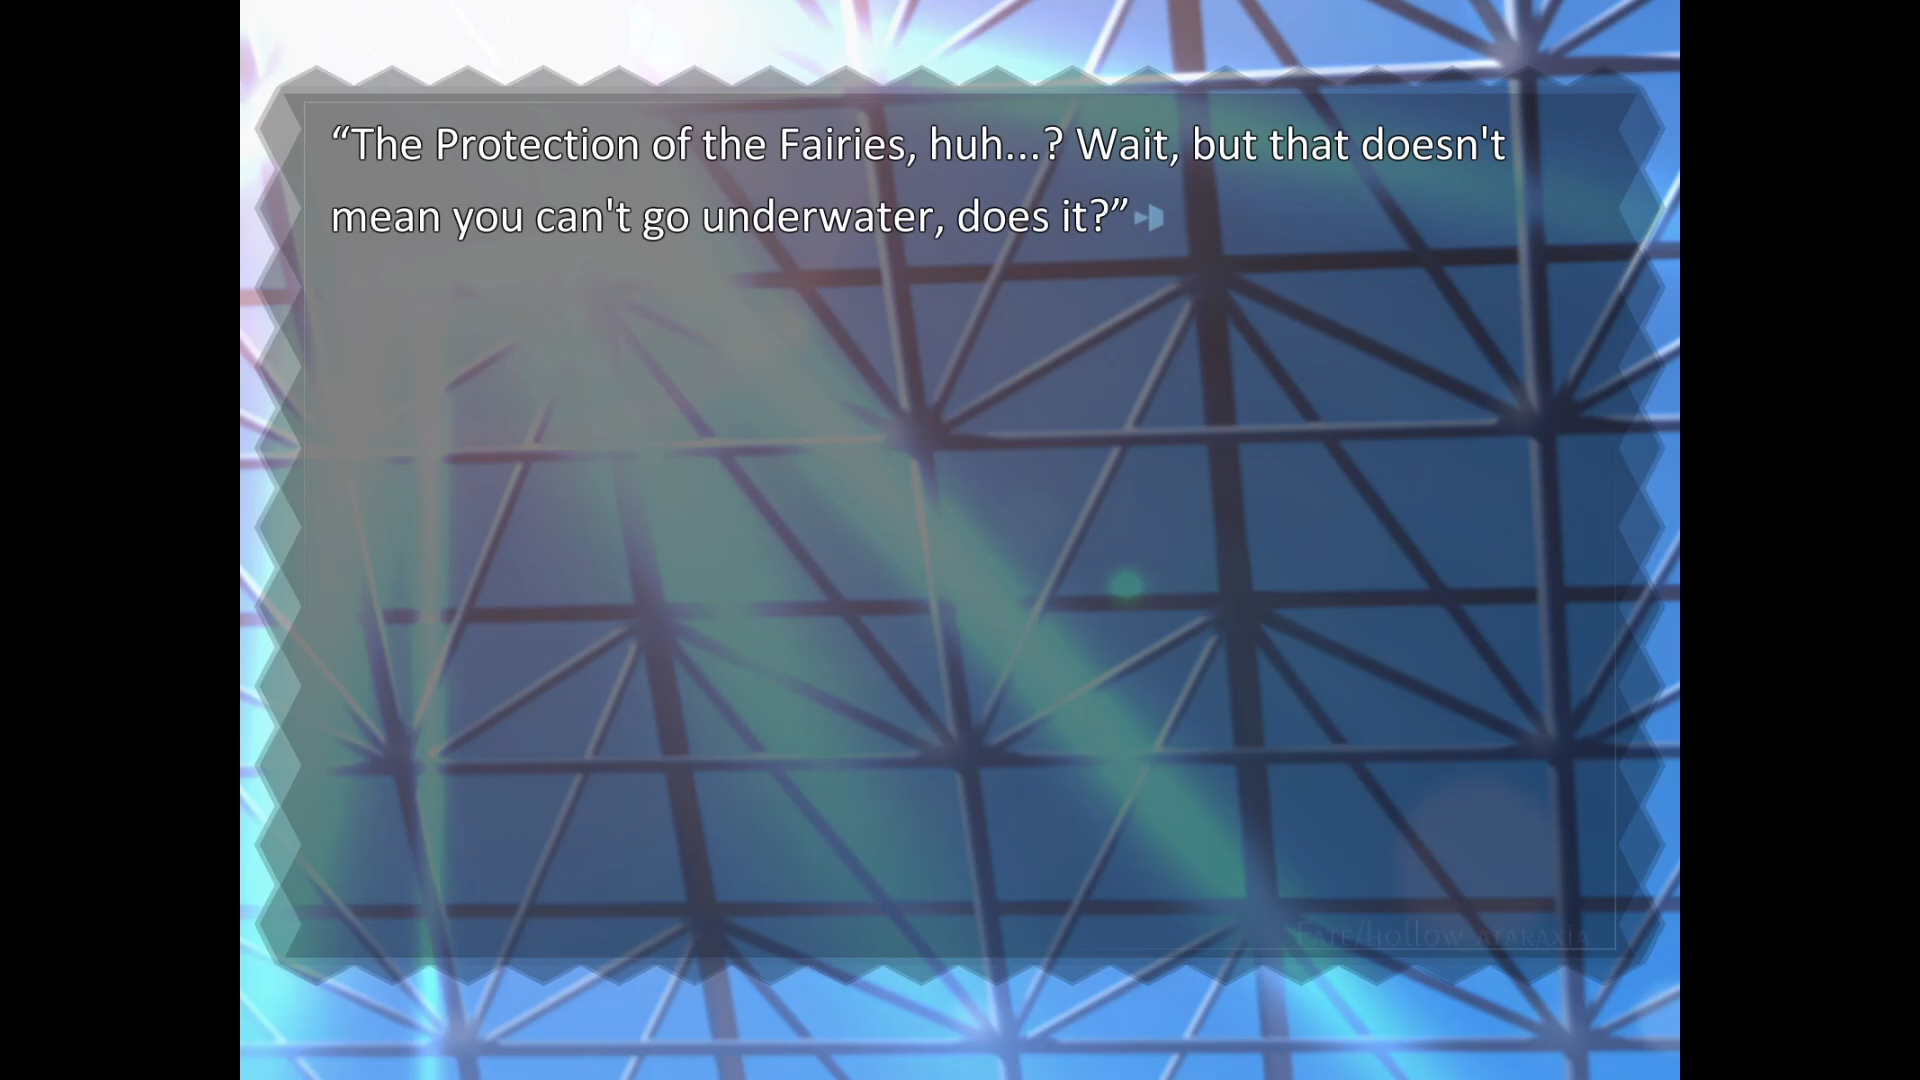 “The Protection of the Fairies, huh...? Wait, but that doesn't
mean you can't go underwater, does it?”
Fate/hollow ataraxia